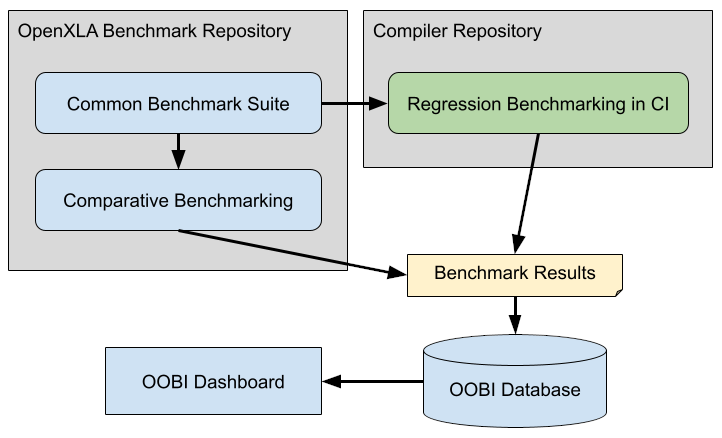 OpenXLA Benchmark Repository
Compiler Repository
Common Benchmark Suite
Regression Benchmarking in CI
Comparative Benchmarking
Benchmark Results
OOBI Dashboard
OOBI Database